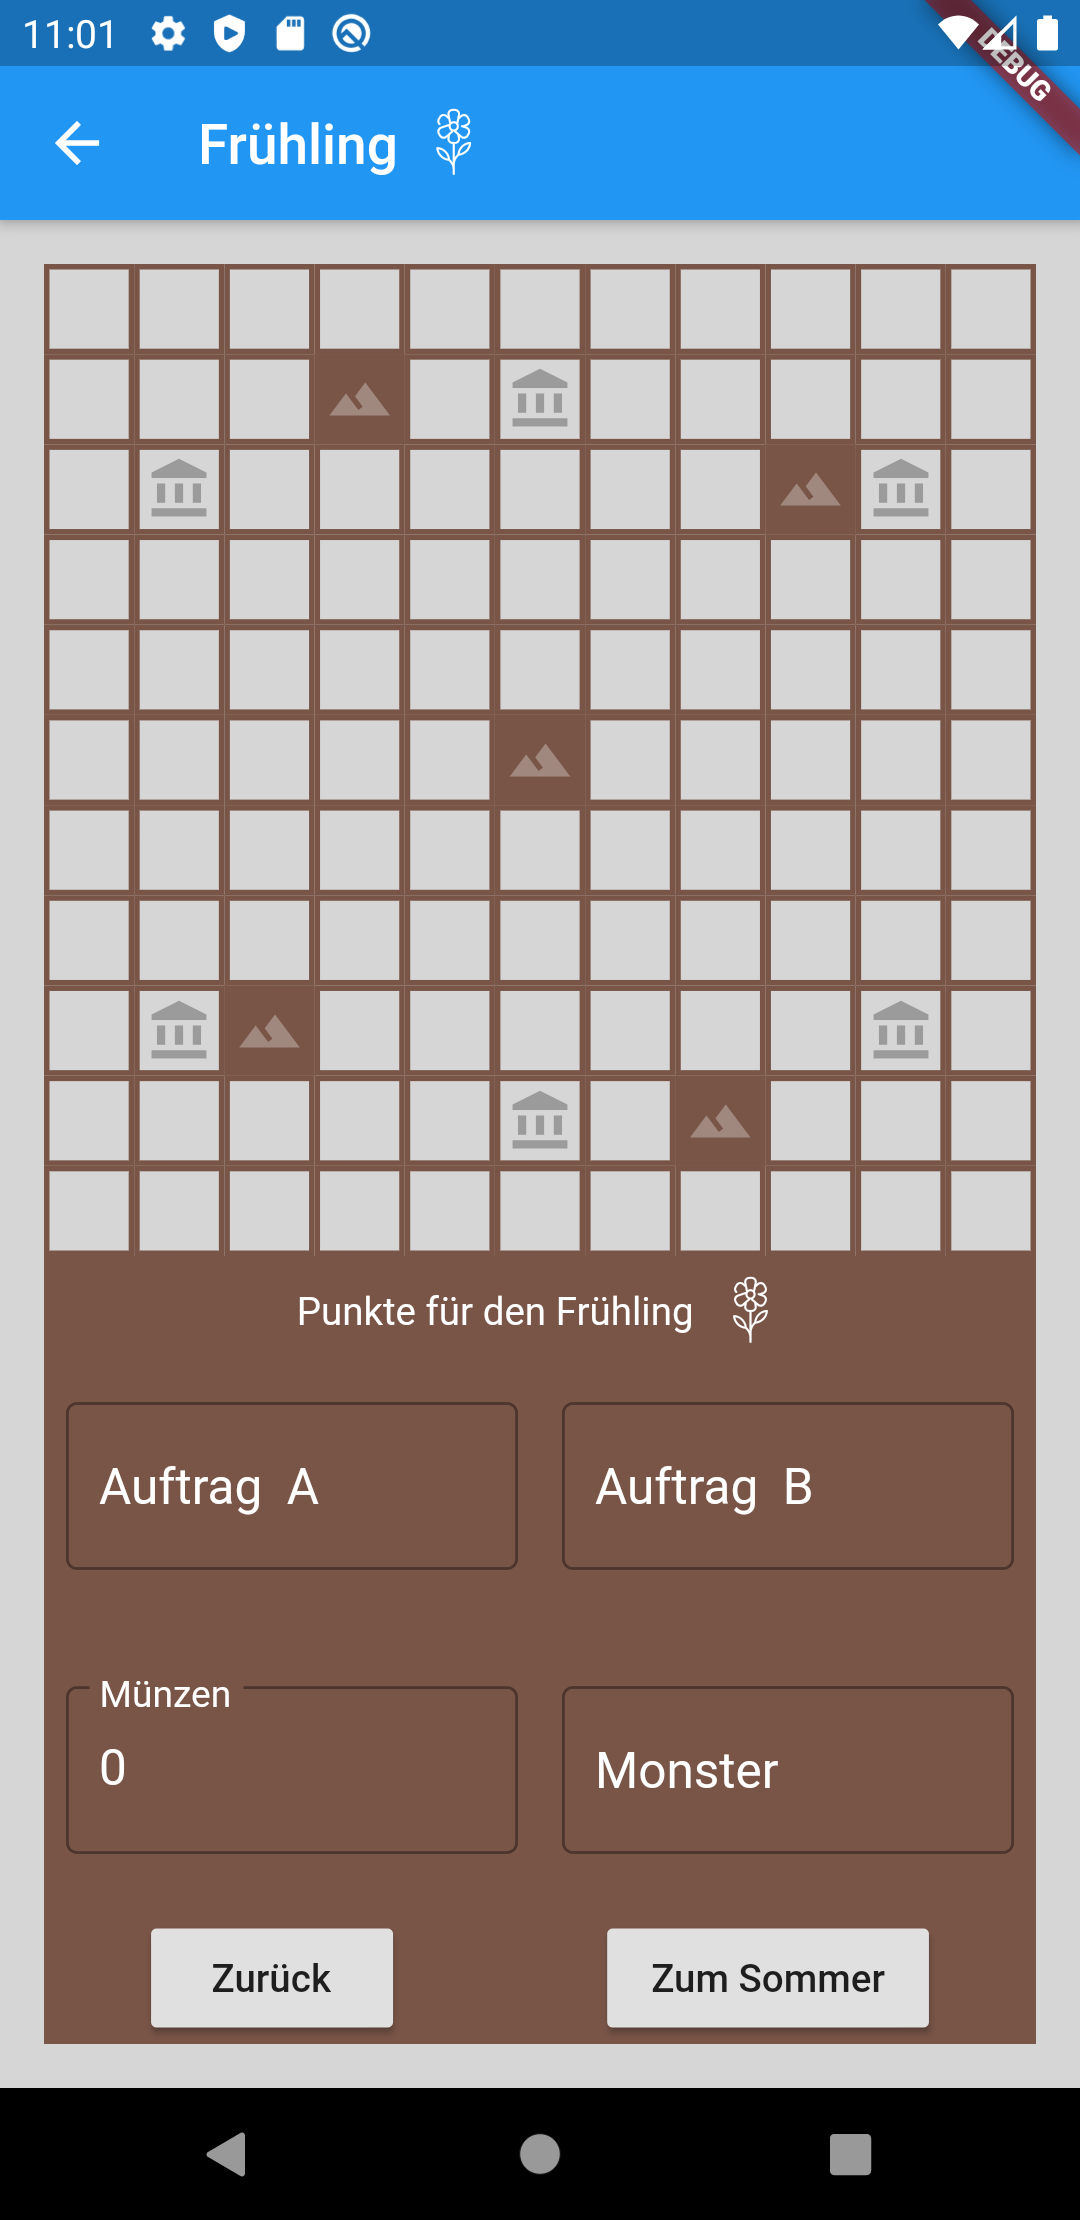 11:01
DEBUG
Frühling
Punkte für den Frühling
Auftrag A
Auftrag B
Münzen
0
Monster
Zurück
Zum Sommer